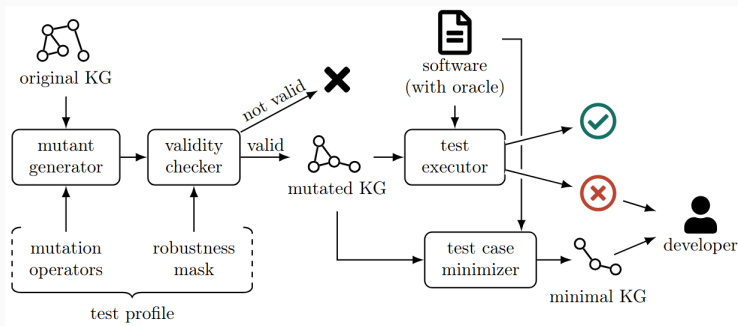 original KG
software
(with oracle)
not valid
mutant
generator
validity
checker
valid
mutated KG
test
executor
mutation
operators
robustness
mask
test case
minimizer
developer
minimal KG
test profile